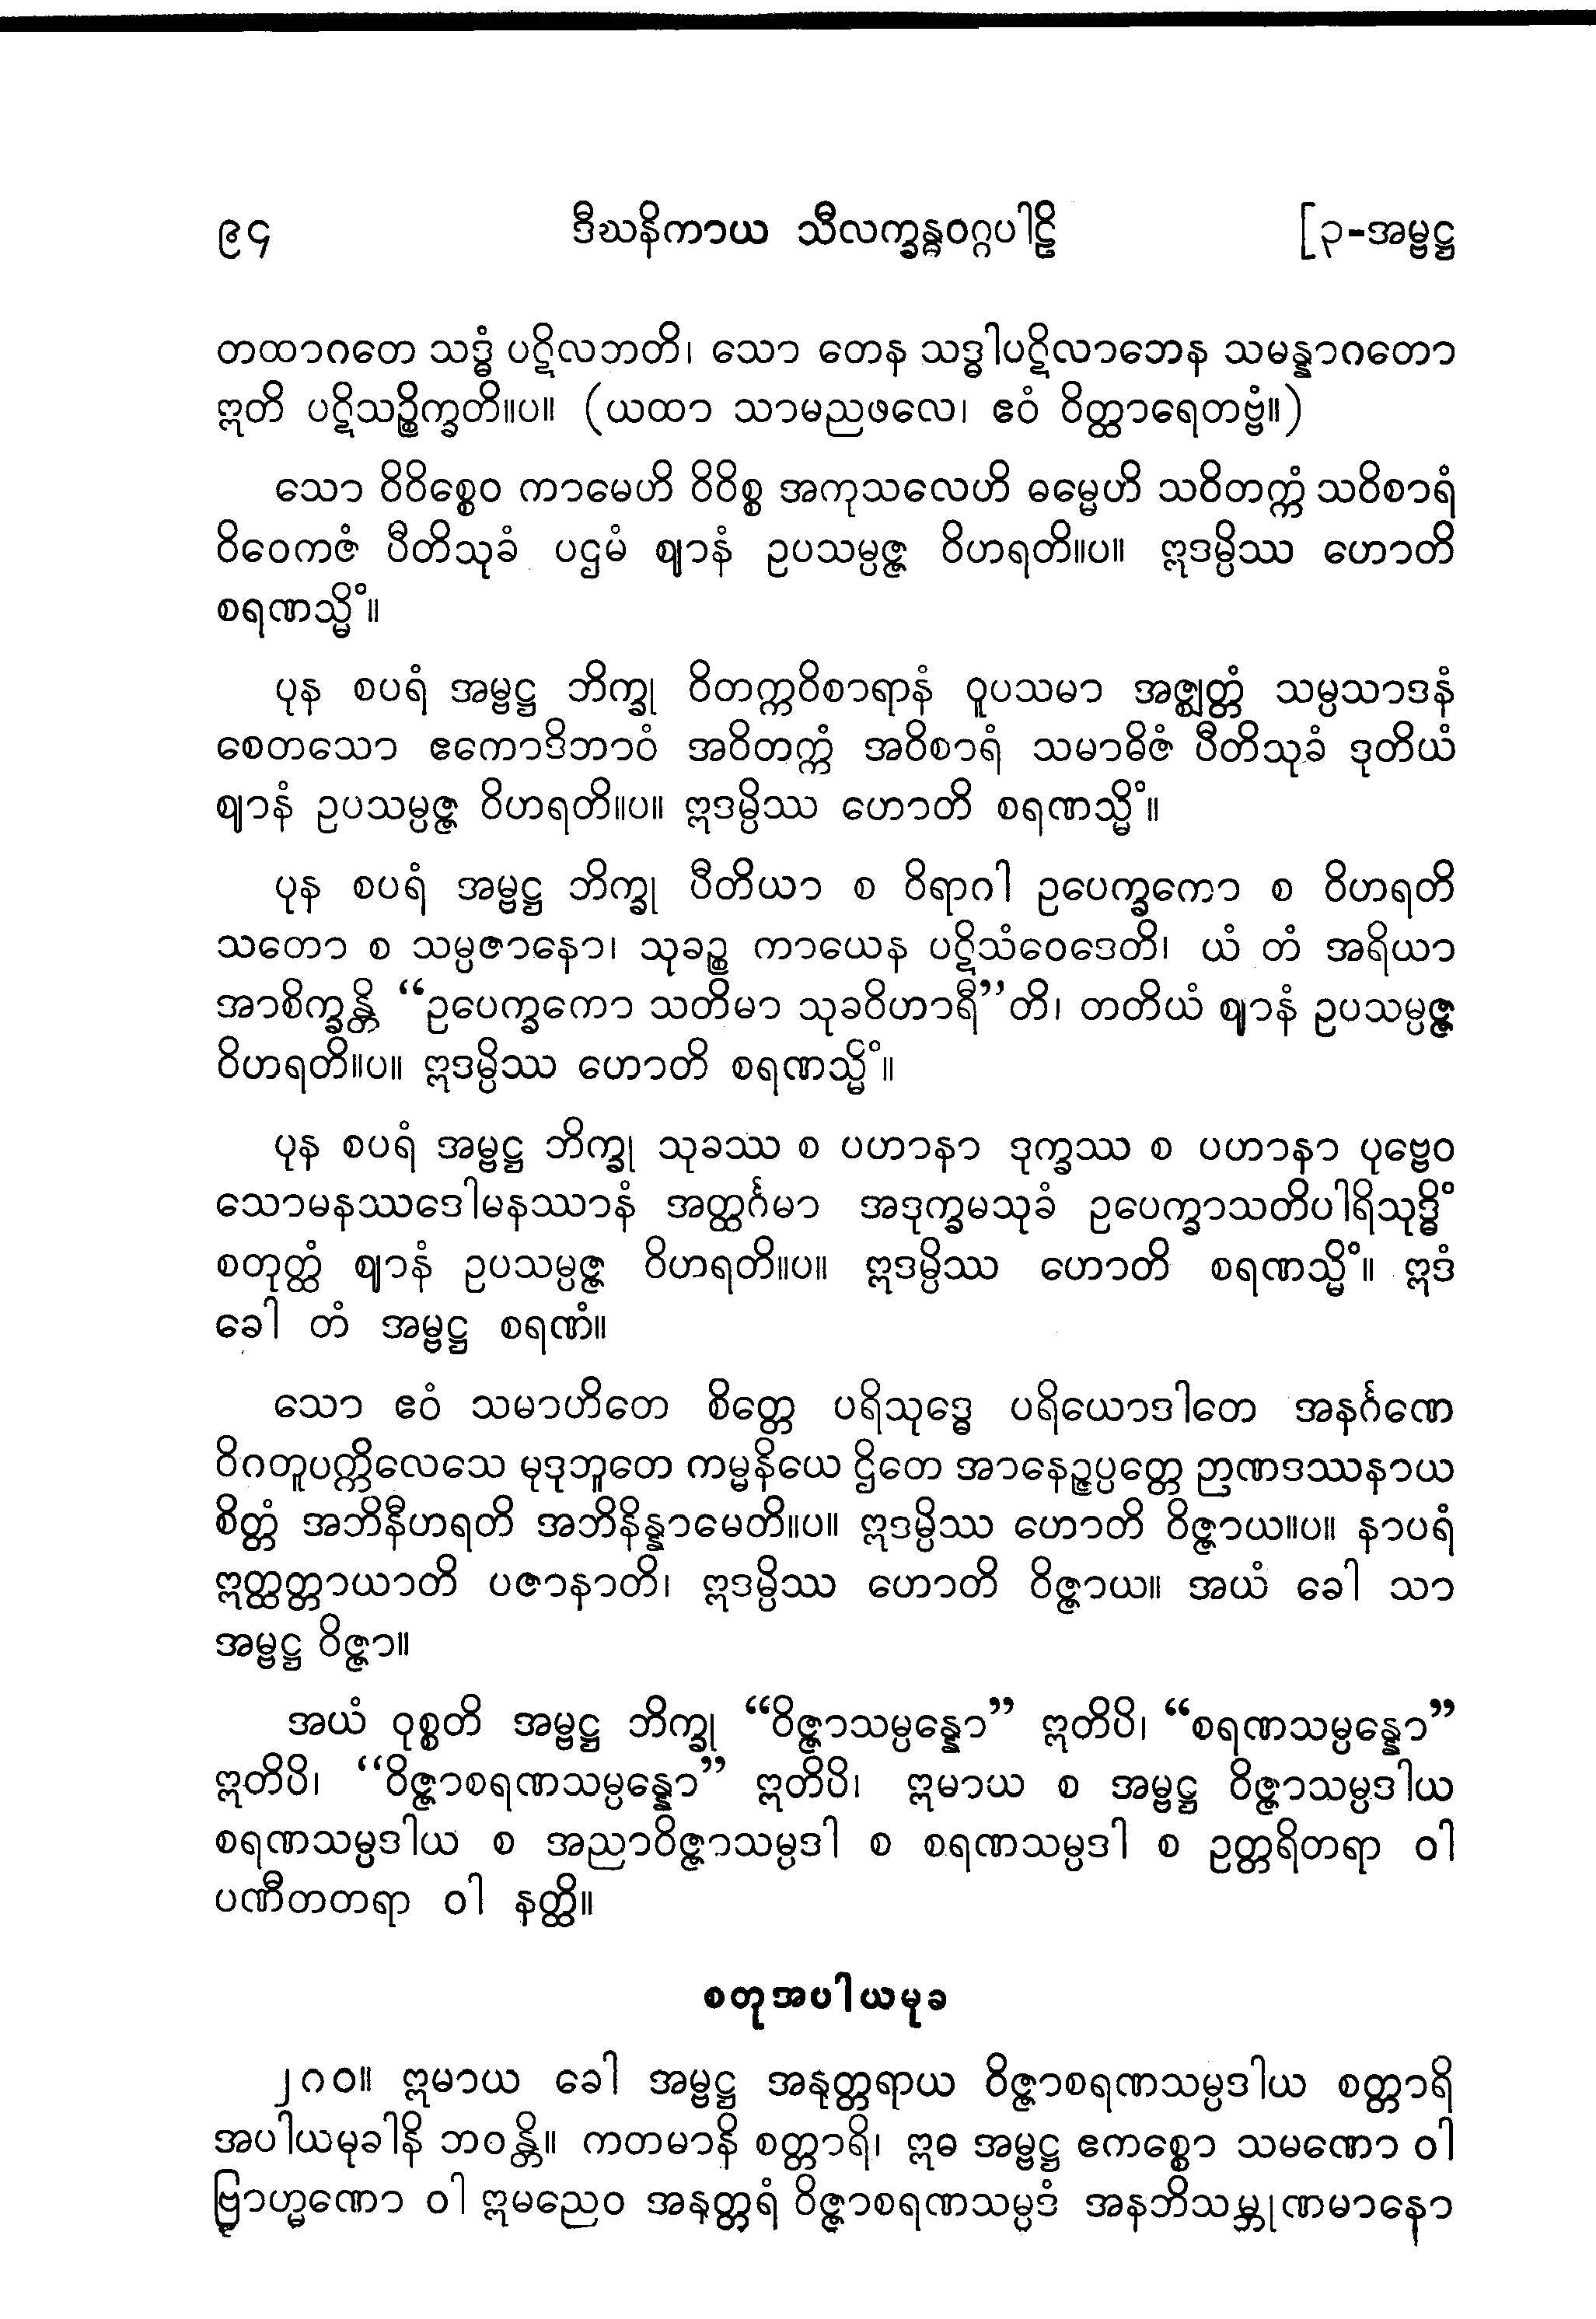 ၉၄ ဒီဃနိကာယ သီလက္ခန္ဓဝဂ္ဂပါဠိ [၃-အမ္ဗဋ္ဌ
တထာဂတေ သဒ္ဓံ ပဋိလဘတိ၊ သော တေန သဒ္ဓါပဋိလာဘေန သမန္နာဂတော
ဣတိ ပဋိသဉ္စိက္ခတိ။ပ။ (ယထာ သာမညဖလေ၊ ဧဝံ ဝိတ္ထာရေတဗ္ဗံ။)
သော ဝိဝိစ္စေဝ ကာမေဟိ ဝိဝိစ္စ အကုသလေဟိ ဓမ္မေဟိ သဝိတက္ကံ သဝိစာရံ
ဝိဝေကဇံ ပီတိသုခံ ပဌမံ ဈာနံ ဥပသမ္ပဇ္ဇ ဝိဟရတိ။ပ။ ဣဒမ္ပိဿ ဟောတိ
စရဏသ္မိံ။
ပုန စပရံ အမ္ဗဋ္ဌ ဘိက္ခု ဝိတက္ကဝိစာရာနံ ဝူပသမာ အဇ္ဈတ္တံ သမ္ပသာဒနံ
စေတသော ဧကောဒိဘာဝံ အဝိတက္ကံ အဝိစာရံ သမာဓိဇံ ပီတိသုခံ ဒုတိယံ
ဈာနံ ဥပသမ္ပဇ္ဇ ဝိဟရတိ။ပ။ ဣဒမ္ပိဿ ဟောတိ စရဏသ္မိံ။
ပုန စပရံ အမ္ဗဋ္ဌ ဘိက္ခု ပီတိယာ စ ဝိရာဂါ ဥပေက္ခကော စ ဝိဟရတိ
သတော စ သမ္ပဇာနော၊ သုခဉ္စ ကာယေန ပဋိသံဝေဒေတိ၊ ယံ တံ အရိယာ
အာစိက္ခန္တိ “ဥပေက္ခကော သတိမာ သုခဝိဟာရီ”တိ၊ တတိယံ ဈာနံ ဥပသမ္ပဇ္ဇ
ဝိဟရတိ။ပ။ ဣဒမ္ပိဿ ဟောတိ စရဏသ္မိံ။
ပုန စပရံ အမ္ဗဋ္ဌ ဘိက္ခု သုခဿ စ ပဟာနာ ဒုက္ခဿ စ ပဟာနာ ပုဗ္ဗေဝ
သောမနဿဒေါမနဿာနံ အတ္ထင်္ဂမာ အဒုက္ခမသုခံ ဥပေက္ခာသတိပါရိသုဒ္ဓိံ
စတုတ္ထံ ဈာနံ ဥပသမ္ပဇ္ဇ ဝိဟရတိ။ပ။ ဣဒမ္ပိဿ ဟောတိ စရဏသ္မိံ။ ဣဒံ
ခေါ တံ အမ္ဗဋ္ဌ စရဏံ။
သော ဧဝံ သမာဟိတေ စိတ္တေ ပရိသုဒ္ဓေ ပရိယောဒါတေ အနင်္ဂဏေ
ဝိဂတူပက္ကိလေသေ မုဒုဘူတေ ကမ္မနိယေ ဌိတေ အာနေဉ္ဇပ္ပတ္တေ ဉာဏဒဿနာယ
စိတ္တံ အဘိနီဟရတိ အဘိနိန္နာမေတိ။ပ။ ဣဒမ္ပိဿ ဟောတိ ဝိဇ္ဇာယ။ပ။ နာပရံ
ဣတ္ထတ္တာယာတိ ပဇာနာတိ၊ ဣဒမ္ပိဿ ဟောတိ ဝိဇ္ဇာယ။ အယံ ခေါ သာ
အမ္ဗဋ္ဌ ဝိဇ္ဇာ။
အယံ ဝုစ္စတိ အမ္ဗဋ္ဌ ဘိက္ခု “ဝိဇ္ဇာသမ္ပန္နော” ဣတိပိ၊ “စရဏသမ္ပန္နော”
ဣတိပိ၊ “ဝိဇ္ဇာစရဏသမ္ပန္နော” ဣတိပိ၊ ဣမာယ စ အမ္ဗဋ္ဌ ဝိဇ္ဇာသမ္ပဒါယ
စရဏသမ္ပဒါယ စ အညာဝိဇ္ဇာသမ္ပဒါ စ စရဏသမ္ပဒါ စ ဥတ္တရိတရာ ဝါ
ပဏီတတရာ ဝါ နတ္ထိ။
စတုအပါယမုခ
၂၈၀။ ဣမာယ ခေါ အမ္ဗဋ္ဌ အနုတ္တရာယ ဝိဇ္ဇာစရဏသမ္ပဒါယ စတ္တာရိ
အပါယမုခါနိ ဘဝန္တိ။ ကတမာနိ စတ္တာရိ၊ ဣဓ အမ္ဗဋ္ဌ ဧကစ္စော သမဏော ဝါ
ဗြာဟ္မဏော ဝါ ဣမညေဝ အနုတ္တရံ ဝိဇ္ဇာစရဏသမ္ပဒံ အနဘိသမ္ဘုဏမာနော